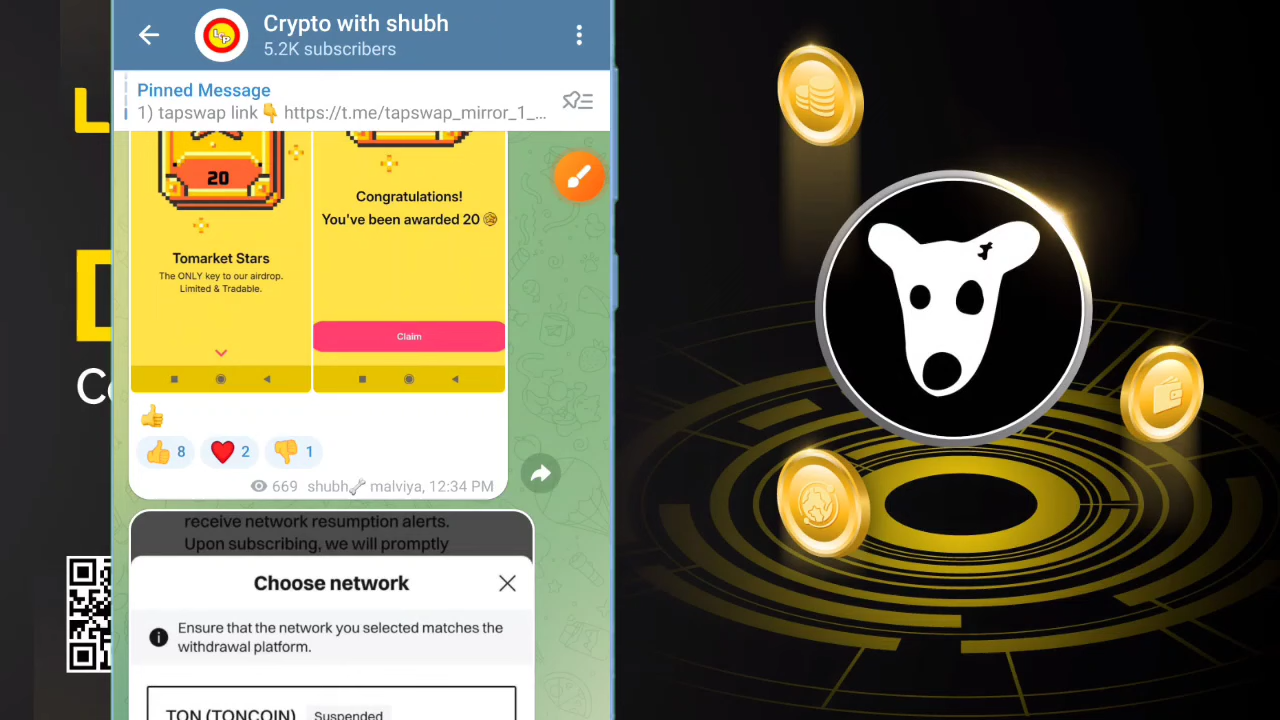 Crypto with shubh
5.2K subscribers
Pinned Message
1) tapswap link👇 https://t.me/tapswap_mirror_1_...
20
Tomarket Stars
The ONLY key to our airdrop.
Limited & Tradable.
Congratulations!
You've been awarded 20
Claim
👍
👍 8 ❤️ 2 👎 1
669 shubh🦴 malviya, 12:34 PM
receive network resumption alerts.
Upon subscribing, we will promptly
Choose network
Ensure that the network you selected matches the
withdrawal platform.
TON (TONCOIN) Suspended
L
D
Co